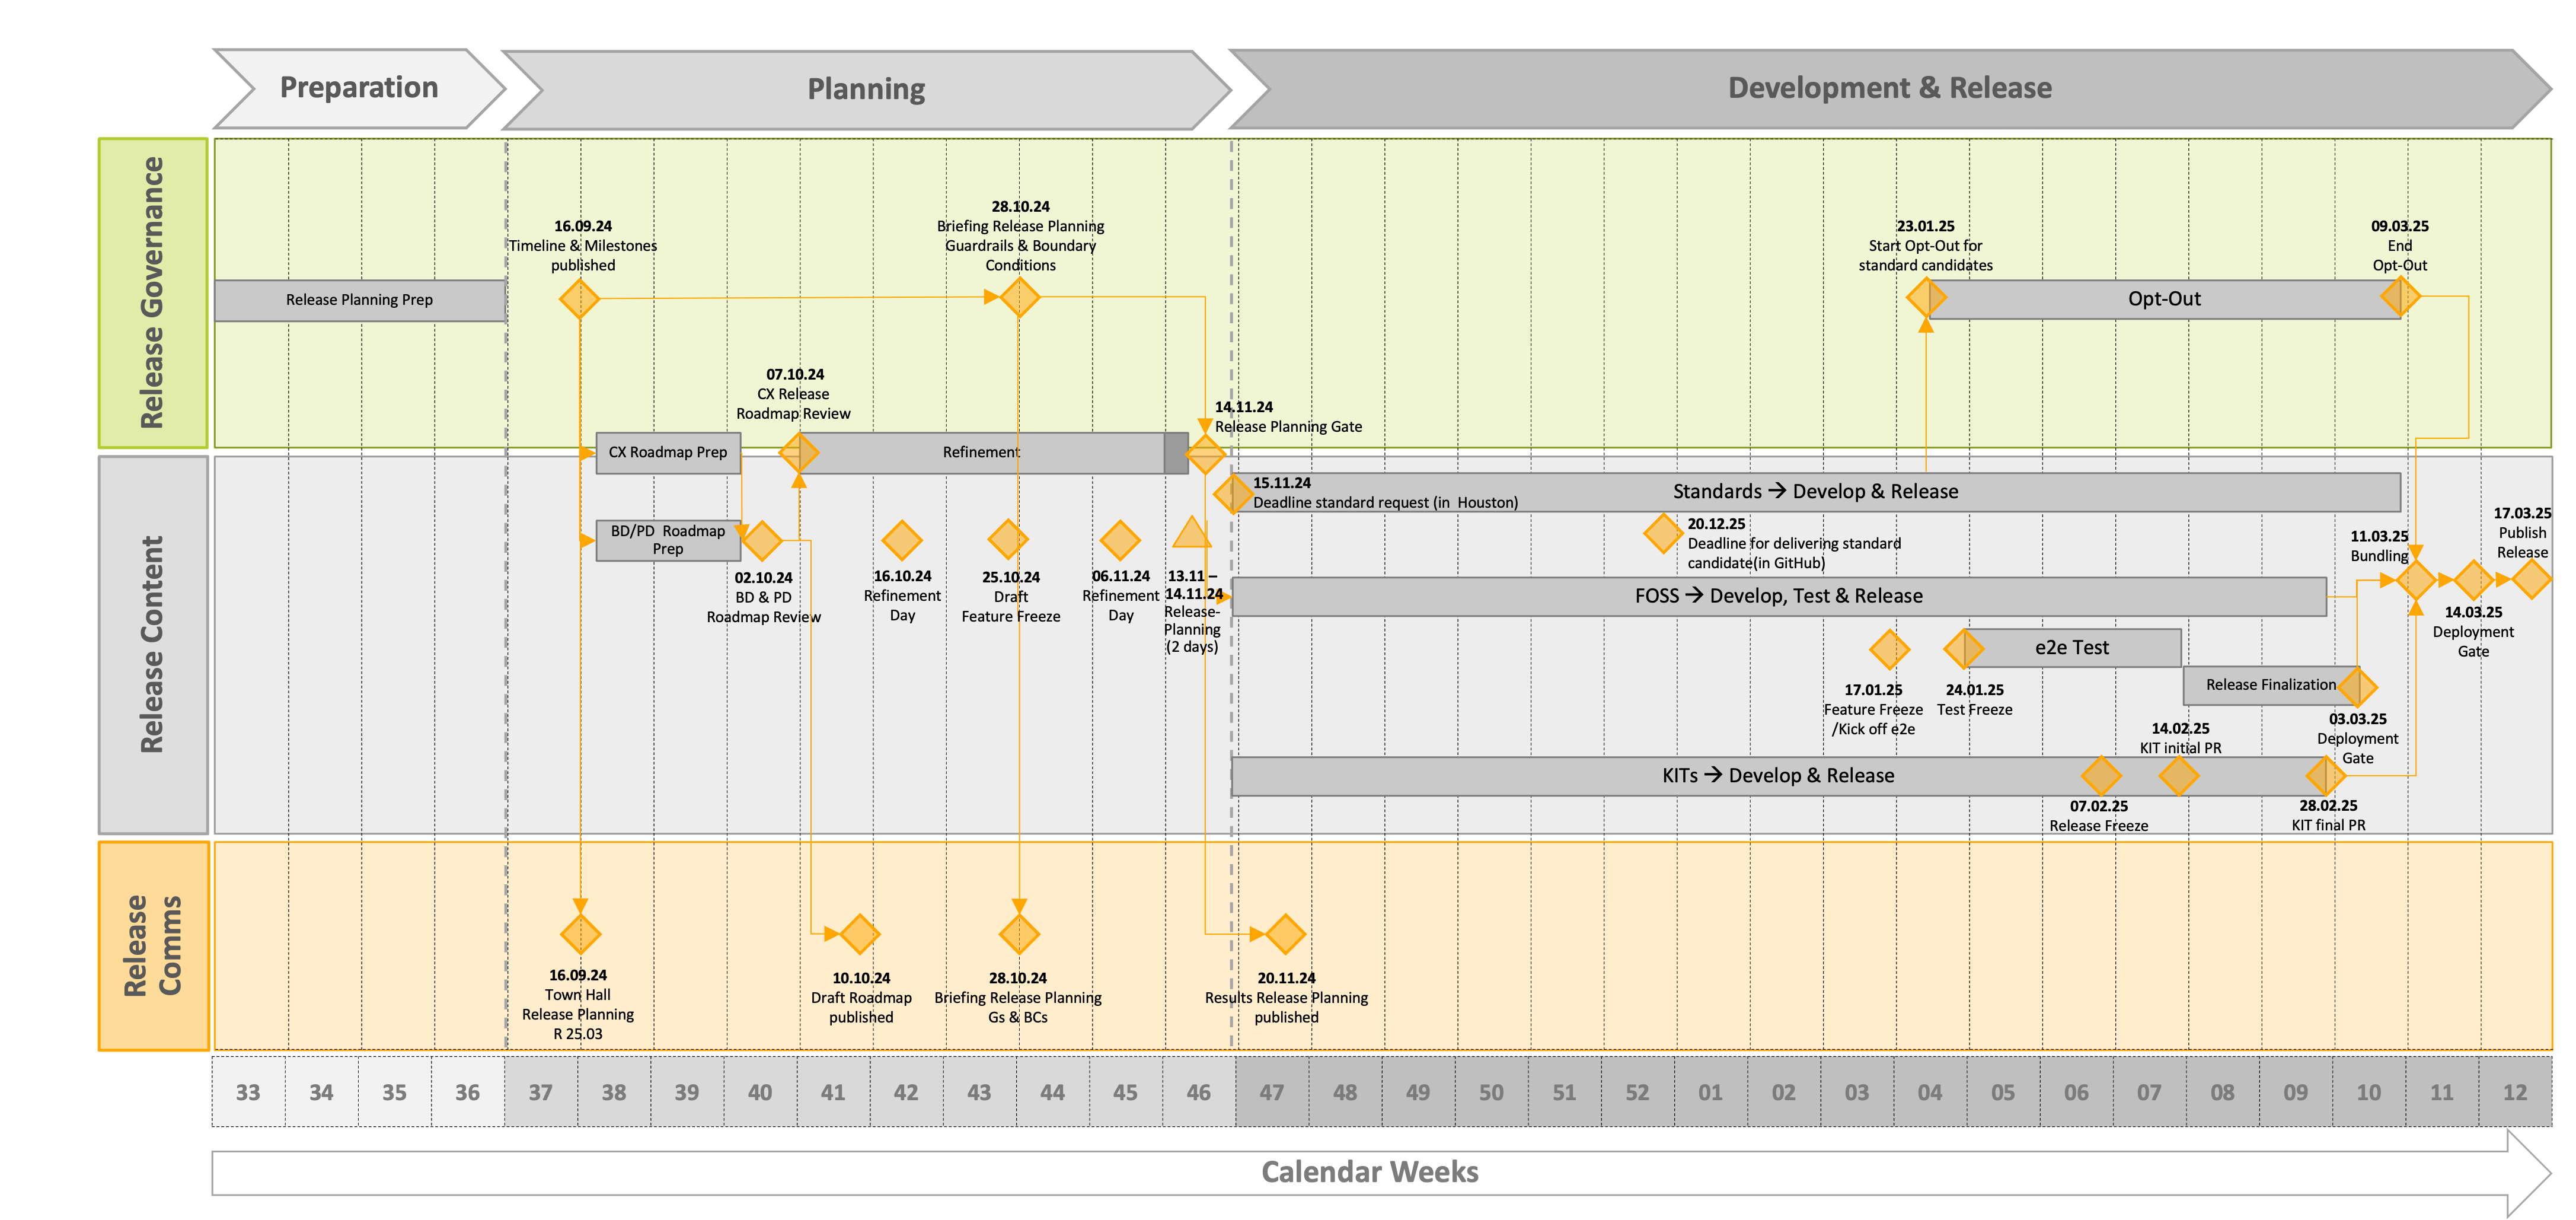 Preparation
Planning
Development & Release
Release Governance
16.09.24
Timeline & Milestones
published
28.10.24
Briefing Release Planning
Guardrails & Boundary
Conditions
23.01.25
Start Opt-Out for
standard candidates
09.03.25
End
Opt-Out
Release Planning Prep
Opt-Out
07.10.24
CX Release
Roadmap Review
14.11.24
Release Planning Gate
CX Roadmap Prep
Refinement
Release Content
15.11.24
Deadline standard request (in  Houston)
Standards → Develop & Release
BD/PD  Roadmap
Prep
20.12.25
Deadline for delivering standard
candidate(in GitHub)
17.03.25
Publish
Release
11.03.25
Bundling
02.10.24
BD & PD
Roadmap Review
16.10.24
Refinement
Day
25.10.24
Draft
Feature Freeze
06.11.24
Refinement
Day
13.11 –
14.11.24
Release-
Planning
(2 days)
FOSS → Develop, Test & Release
14.03.25
Deployment
Gate
e2e Test
17.01.25
Feature Freeze
/Kick off e2e
24.01.25
Test Freeze
Release Finalization
03.03.25
Deployment
Gate
14.02.25
KIT initial PR
KITs → Develop & Release
07.02.25
Release Freeze
28.02.25
KIT final PR
Release
Comms
16.09.24
Town Hall
Release Planning
R 25.03
10.10.24
Draft Roadmap
published
28.10.24
Briefing Release Planning
Gs & BCs
20.11.24
Results Release Planning
published
33 34 35 36 37 38 39 40 41 42 43 44 45 46 47 48 49 50 51 52 01 02 03 04 05 06 07 08 09 10 11 12
Calendar Weeks